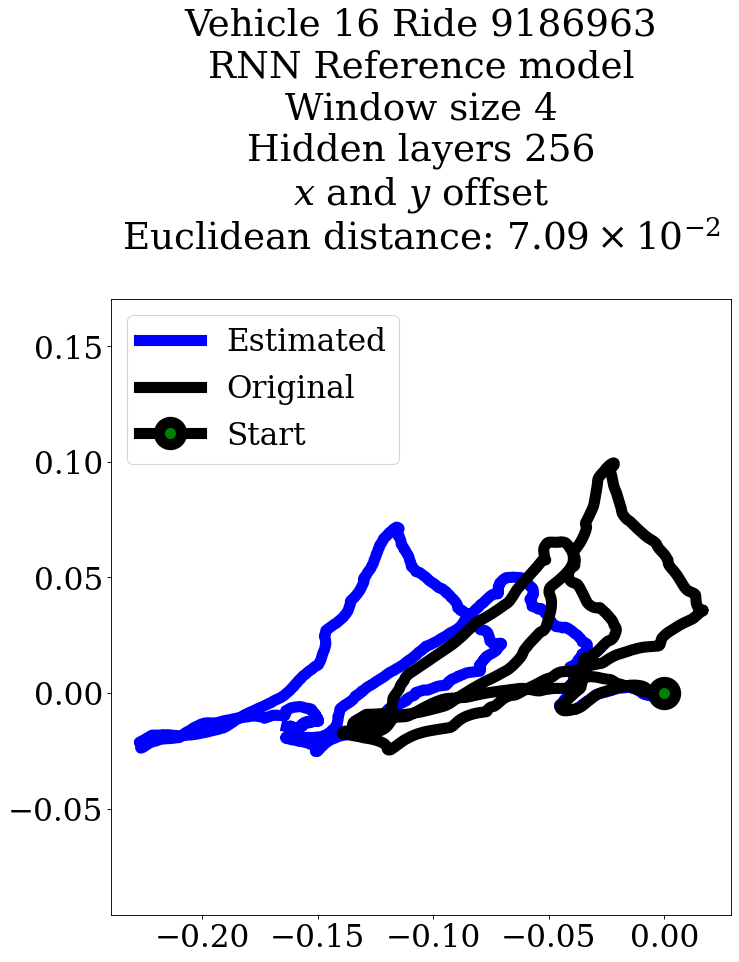 Vehicle 16 Ride 9186963
RNN Reference model
Window size 4
Hidden layers 256
x and y offset
Euclidean distance: 7.09 × 10⁻²
Estimated
Original
Start
0.15
0.10
0.05
0.00
−0.05
−0.20 −0.15 −0.10 −0.05 0.00